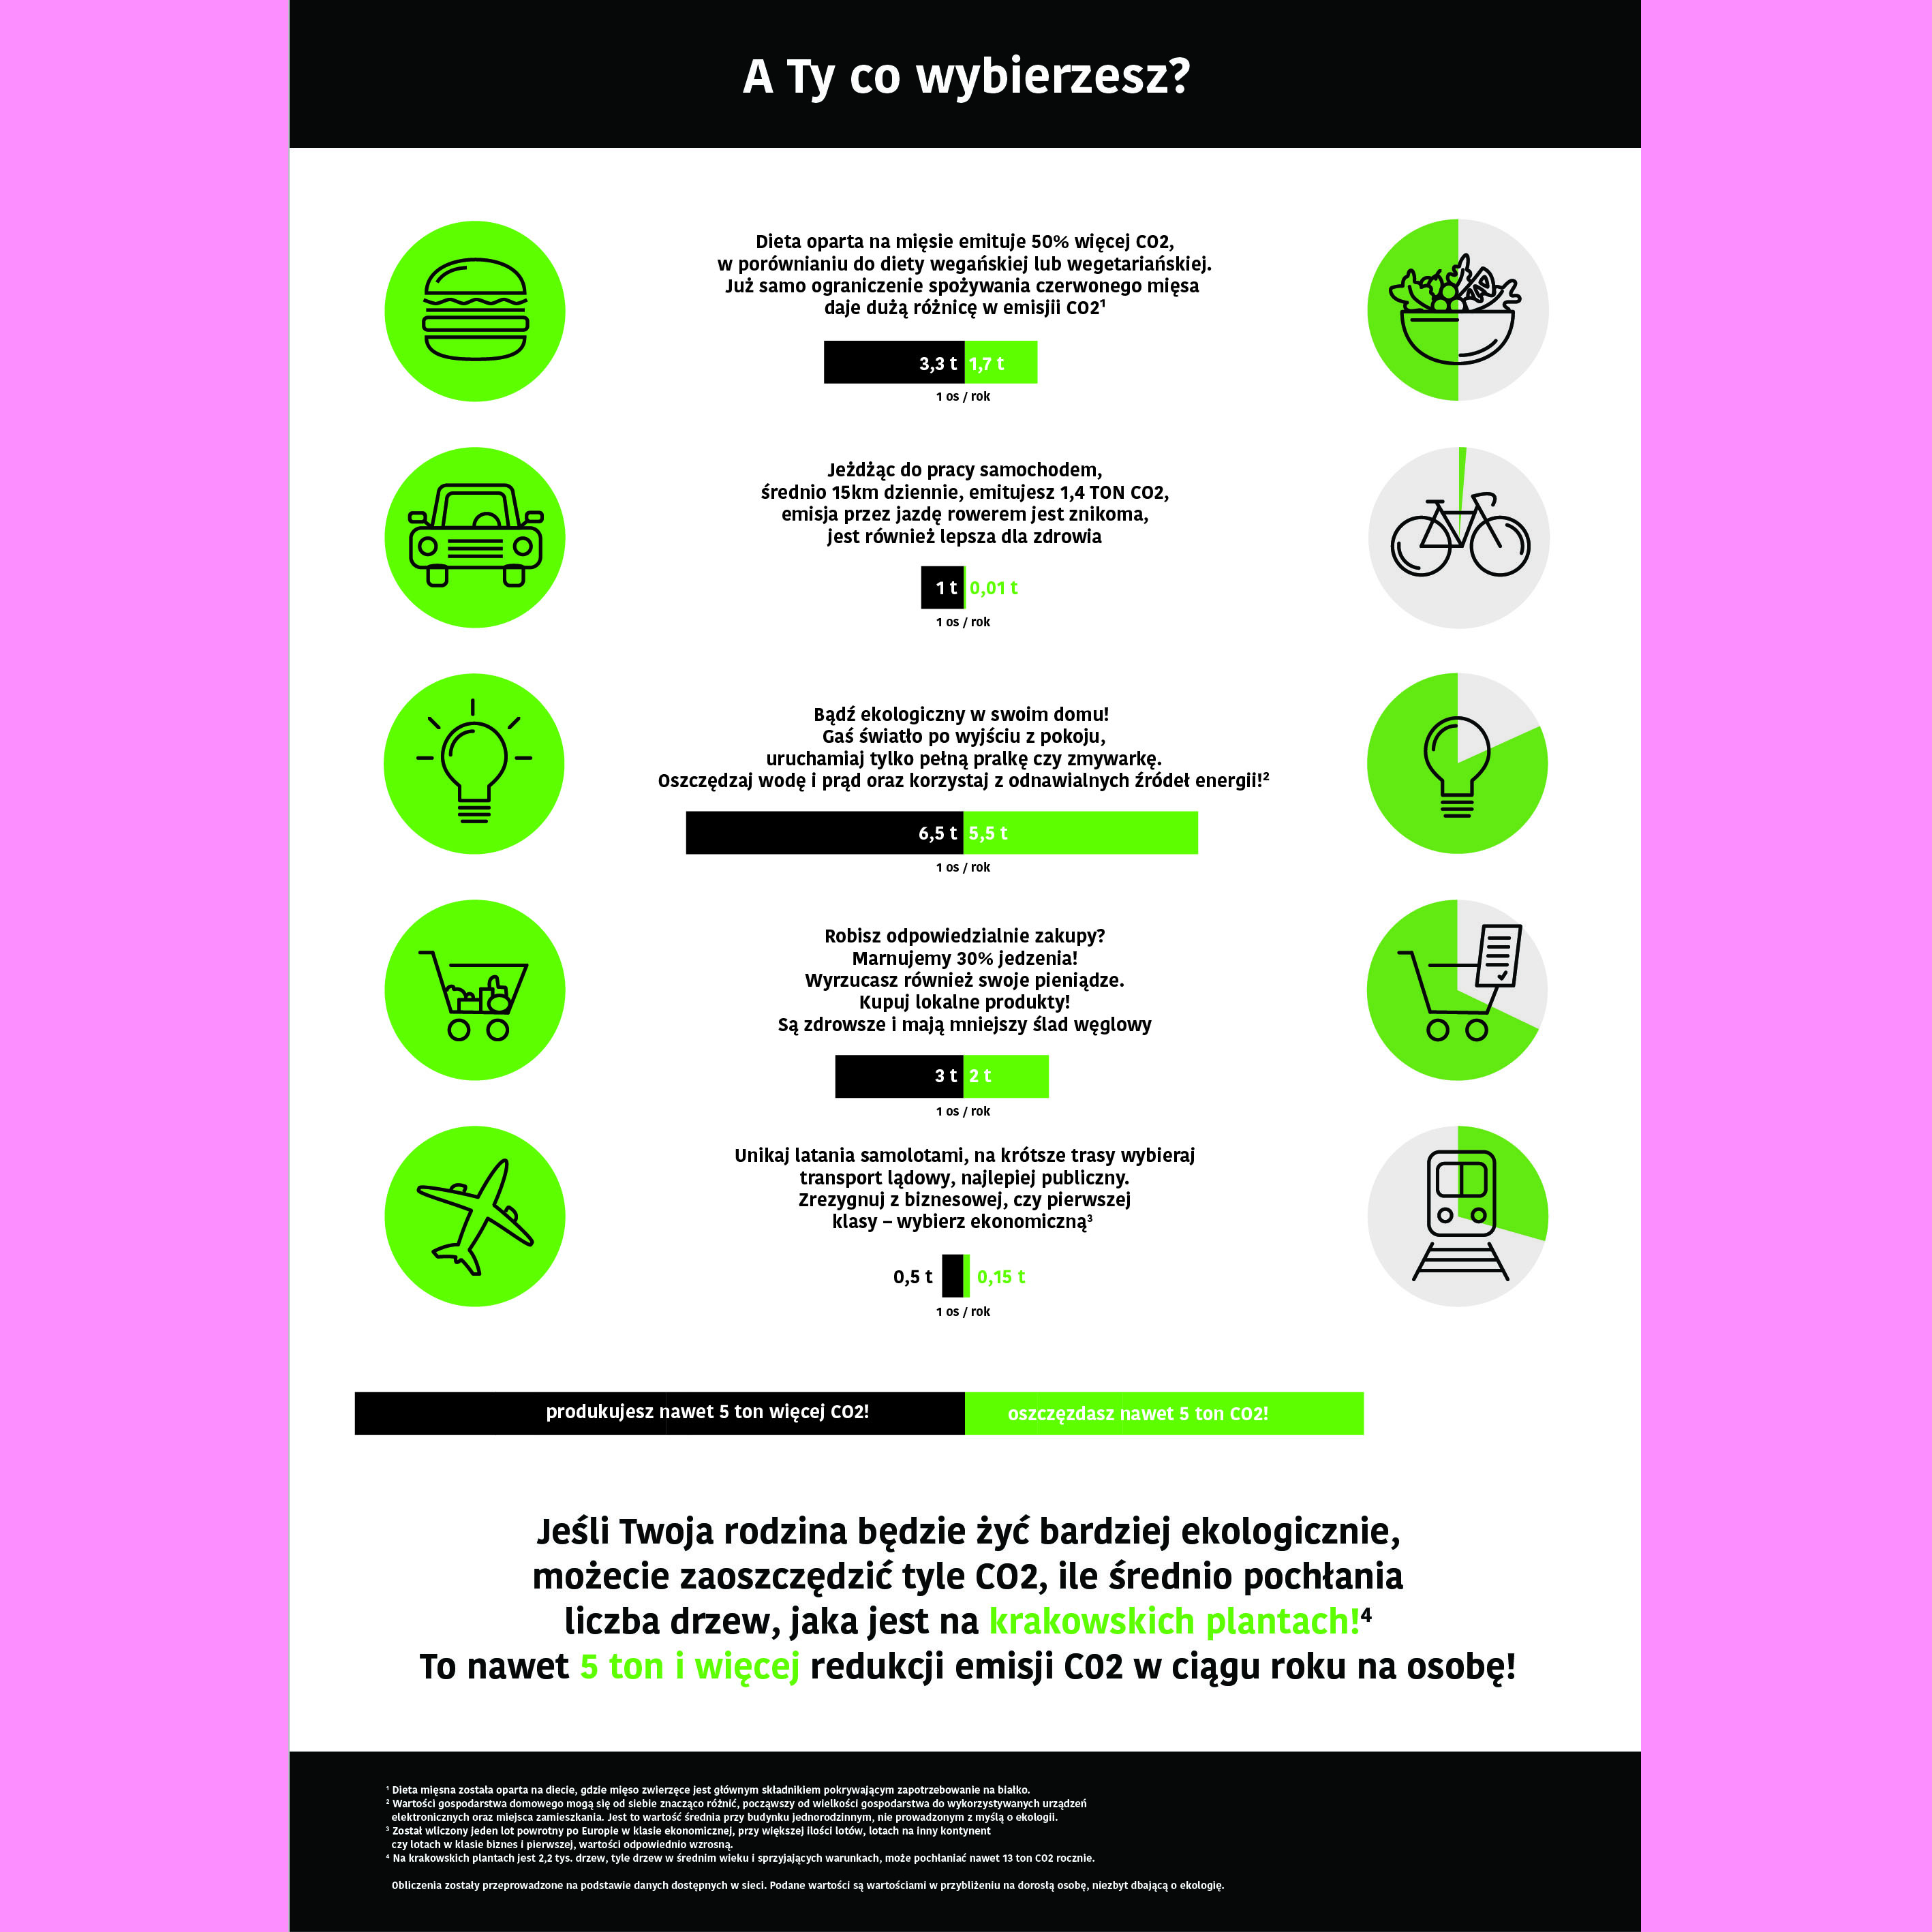 A Ty co wybierzesz?
Dieta oparta na mięsie emituje 50% więcej CO2,
w porównianiu do diety wegańskiej lub wegetariańskiej.
Już samo ograniczenie spożywania czerwonego mięsa
daje dużą różnicę w emisjii CO2¹
3,3 t 1,7 t
1 os / rok
Jeżdżąc do pracy samochodem,
średnio 15km dziennie, emitujesz 1,4 TON CO2,
emisja przez jazdę rowerem jest znikoma,
jest również lepsza dla zdrowia
1 t 0,01 t
1 os / rok
Bądź ekologiczny w swoim domu!
Gaś światło po wyjściu z pokoju,
uruchamiaj tylko pełną pralkę czy zmywarkę.
Oszczędzaj wodę i prąd oraz korzystaj z odnawialnych źródeł energii!²
6,5 t 5,5 t
1 os / rok
Robisz odpowiedzialnie zakupy?
Marnujemy 30% jedzenia!
Wyrzucasz również swoje pieniądze.
Kupuj lokalne produkty!
Są zdrowsze i mają mniejszy ślad węglowy
3 t 2 t
1 os / rok
Unikaj latania samolotami, na krótsze trasy wybieraj
transport lądowy, najlepiej publiczny.
Zrezygnuj z biznesowej, czy pierwszej
klasy – wybierz ekonomiczną³
0,5 t 0,15 t
1 os / rok
produkujesz nawet 5 ton więcej CO2! oszczęzdasz nawet 5 ton CO2!
Jeśli Twoja rodzina będzie żyć bardziej ekologicznie,
możecie zaoszczędzić tyle CO2, ile średnio pochłania
liczba drzew, jaka jest na krakowskich plantach!⁴
To nawet 5 ton i więcej redukcji emisji C02 w ciągu roku na osobę!
¹ Dieta mięsna została oparta na diecie, gdzie mięso zwierzęce jest głównym składnikiem pokrywającym zapotrzebowanie na białko.
² Wartości gospodarstwa domowego mogą się od siebie znacząco różnić, począwszy od wielkości gospodarstwa do wykorzystywanych urządzeń
elektronicznych oraz miejsca zamieszkania. Jest to wartość średnia przy budynku jednorodzinnym, nie prowadzonym z myślą o ekologii.
³ Został wliczony jeden lot powrotny po Europie w klasie ekonomicznej, przy większej ilości lotów, lotach na inny kontynent
czy lotach w klasie biznes i pierwszej, wartości odpowiednio wzrosną.
⁴ Na krakowskich plantach jest 2,2 tys. drzew, tyle drzew w średnim wieku i sprzyjających warunkach, może pochłaniać nawet 13 ton CO2 rocznie.
Obliczenia zostały przeprowadzone na podstawie danych dostępnych w sieci. Podane wartości są wartościami w przybliżeniu na dorosłą osobę, niezbyt dbającą o ekologię.